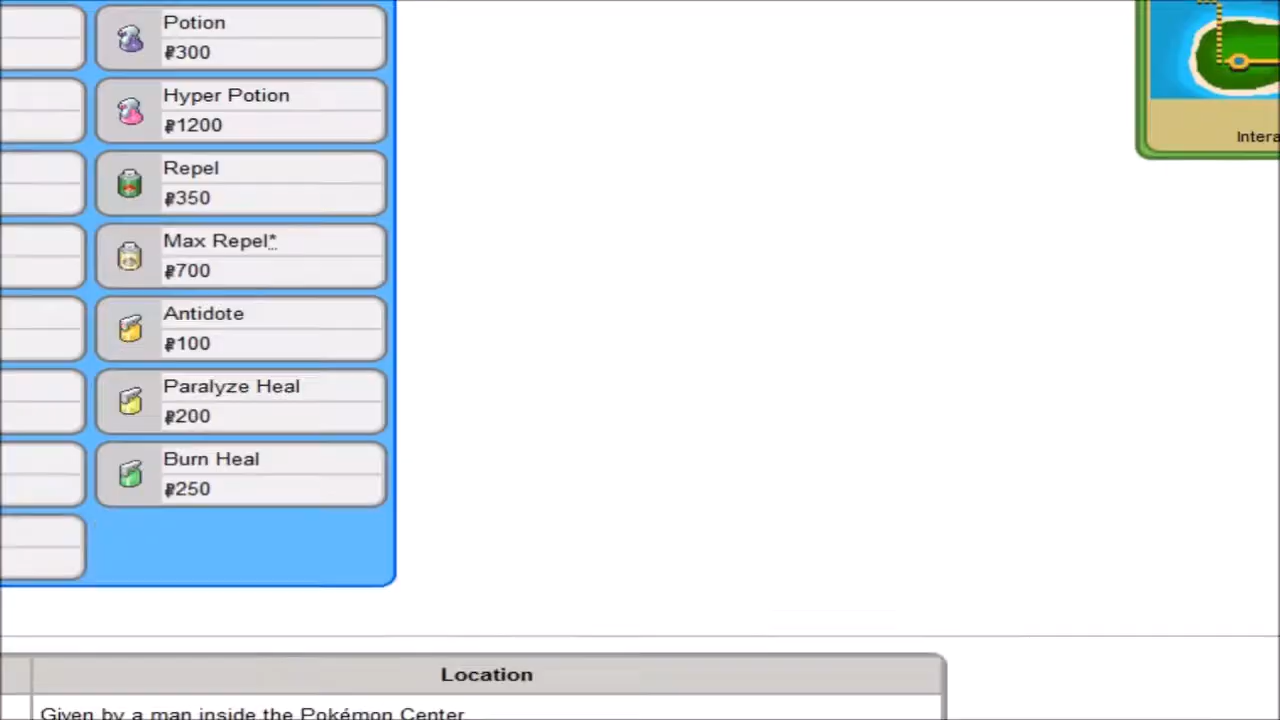 Potion
₽300
Hyper Potion
₽1200
Repel
₽350
Max Repel*
₽700
Antidote
₽100
Paralyze Heal
₽200
Burn Heal
₽250
Intera
Location
Given by a man inside the Pokémon Center